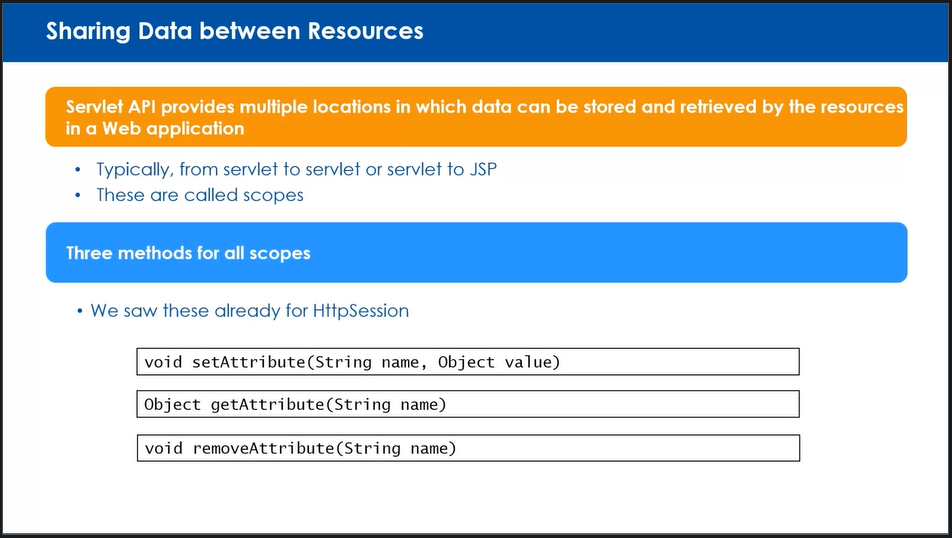 Sharing Data between Resources
Servlet API provides multiple locations in which data can be stored and retrieved by the resources
in a Web application
• Typically, from servlet to servlet or servlet to JSP
• These are called scopes
Three methods for all scopes
• We saw these already for HttpSession
void setAttribute(String name, Object value)
Object getAttribute(String name)
void removeAttribute(String name)